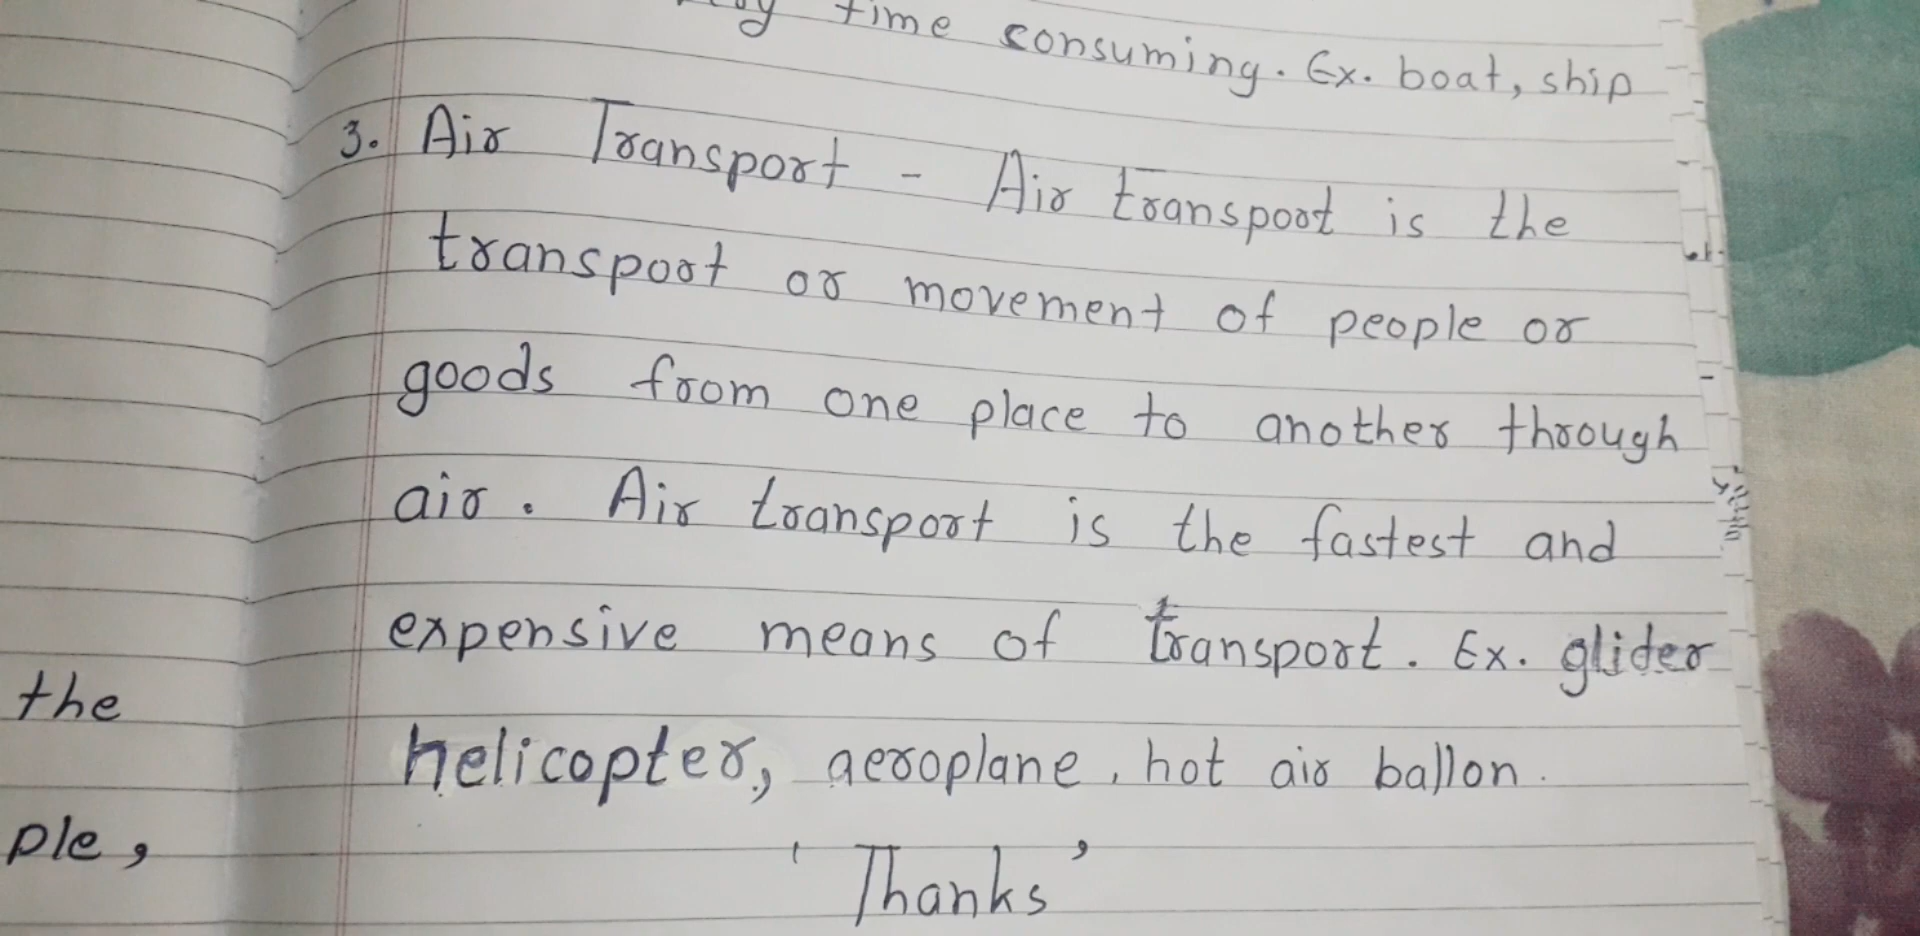 time consuming. Ex. boat, ship
3. Air Transport - Air transport is the
transport or movement of people or
goods from one place to another through
air. Air transport is the fastest and
expensive means of transport. Ex. glider
helicopter, aeroplane, hot air ballon.
'Thanks'
the
ple,